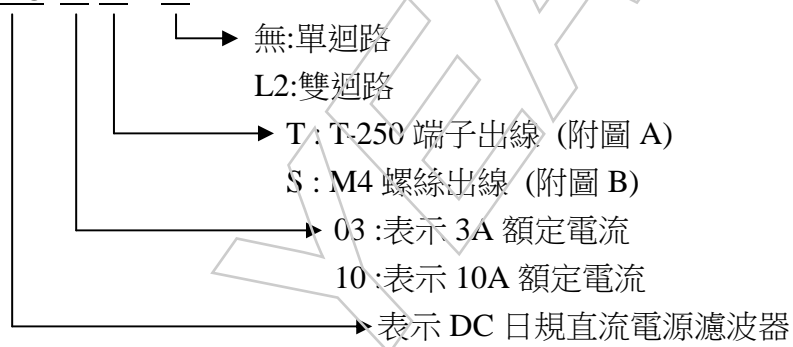 無:單迴路
L2:雙迴路
T : T-250 端子出線 (附圖 A)
S : M4 螺絲出線 (附圖 B)
03 :表示 3A 額定電流
10 :表示 10A 額定電流
表示 DC 日規直流電源濾波器